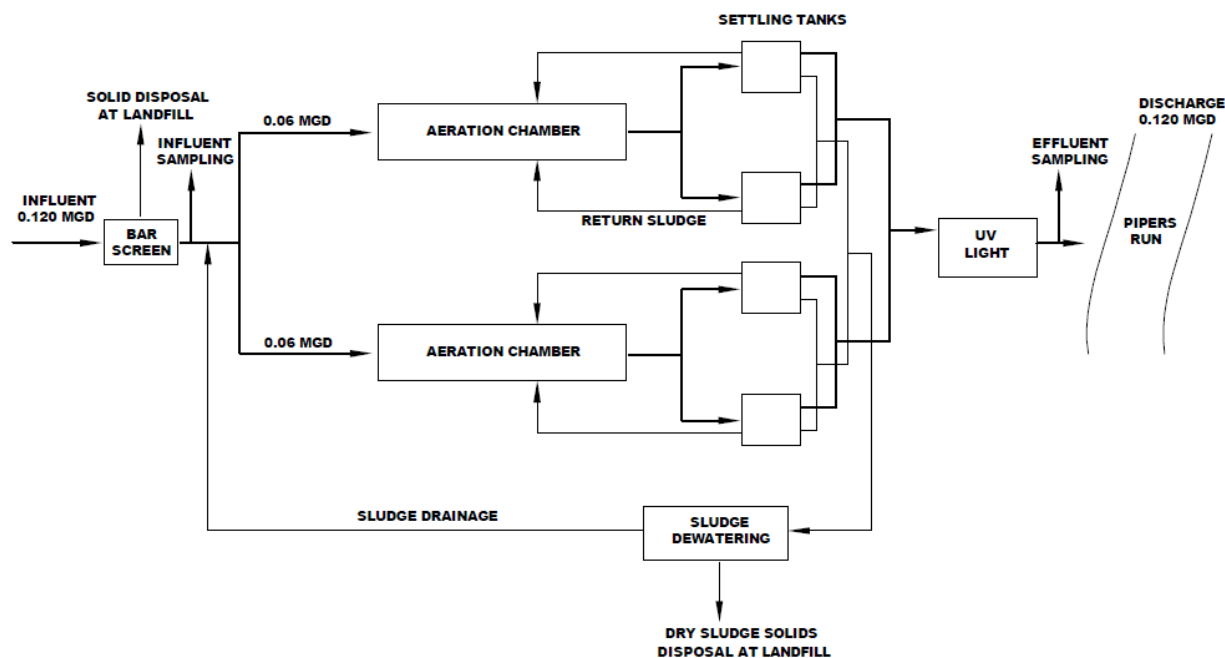 SETTLING TANKS
SOLID DISPOSAL
AT LANDFILL
INFLUENT
SAMPLING
0.06 MGD
AERATION CHAMBER
DISCHARGE
0.120 MGD
EFFLUENT
SAMPLING
INFLUENT
0.120 MGD
BAR
SCREEN
RETURN SLUDGE
UV
LIGHT
PIPERS
RUN
0.06 MGD
AERATION CHAMBER
SLUDGE DRAINAGE
SLUDGE
DEWATERING
DRY SLUDGE SOLIDS
DISPOSAL AT LANDFILL